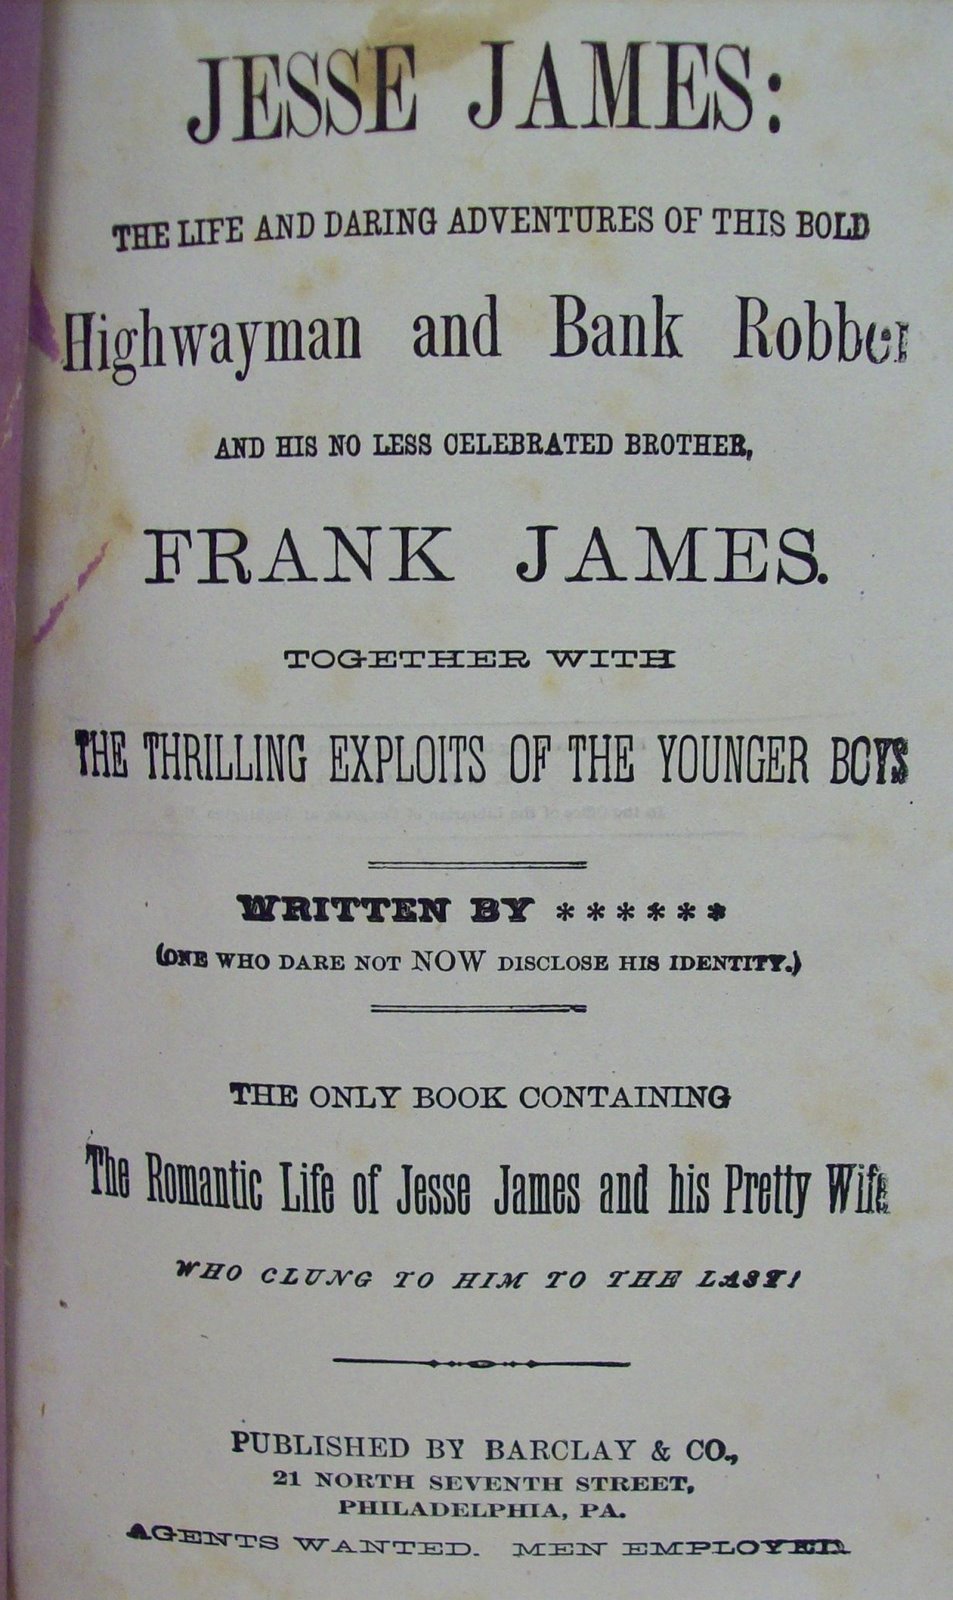 JESSE JAMES:
THE LIFE AND DARING ADVENTURES OF THIS BOLD
Highwayman and Bank Robber
AND HIS NO LESS CELEBRATED BROTHER,
FRANK JAMES.
TOGETHER WITH
THE THRILLING EXPLOITS OF THE YOUNGER BOYS
WRITTEN BY * * * * * *
(ONE WHO DARE NOT NOW DISCLOSE HIS IDENTITY.)
THE ONLY BOOK CONTAINING
The Romantic Life of Jesse James and his Pretty Wife
WHO CLUNG TO HIM TO THE LAST!
PUBLISHED BY BARCLAY & CO.,
21 NORTH SEVENTH STREET,
PHILADELPHIA, PA.
AGENTS WANTED. MEN EMPLOYED